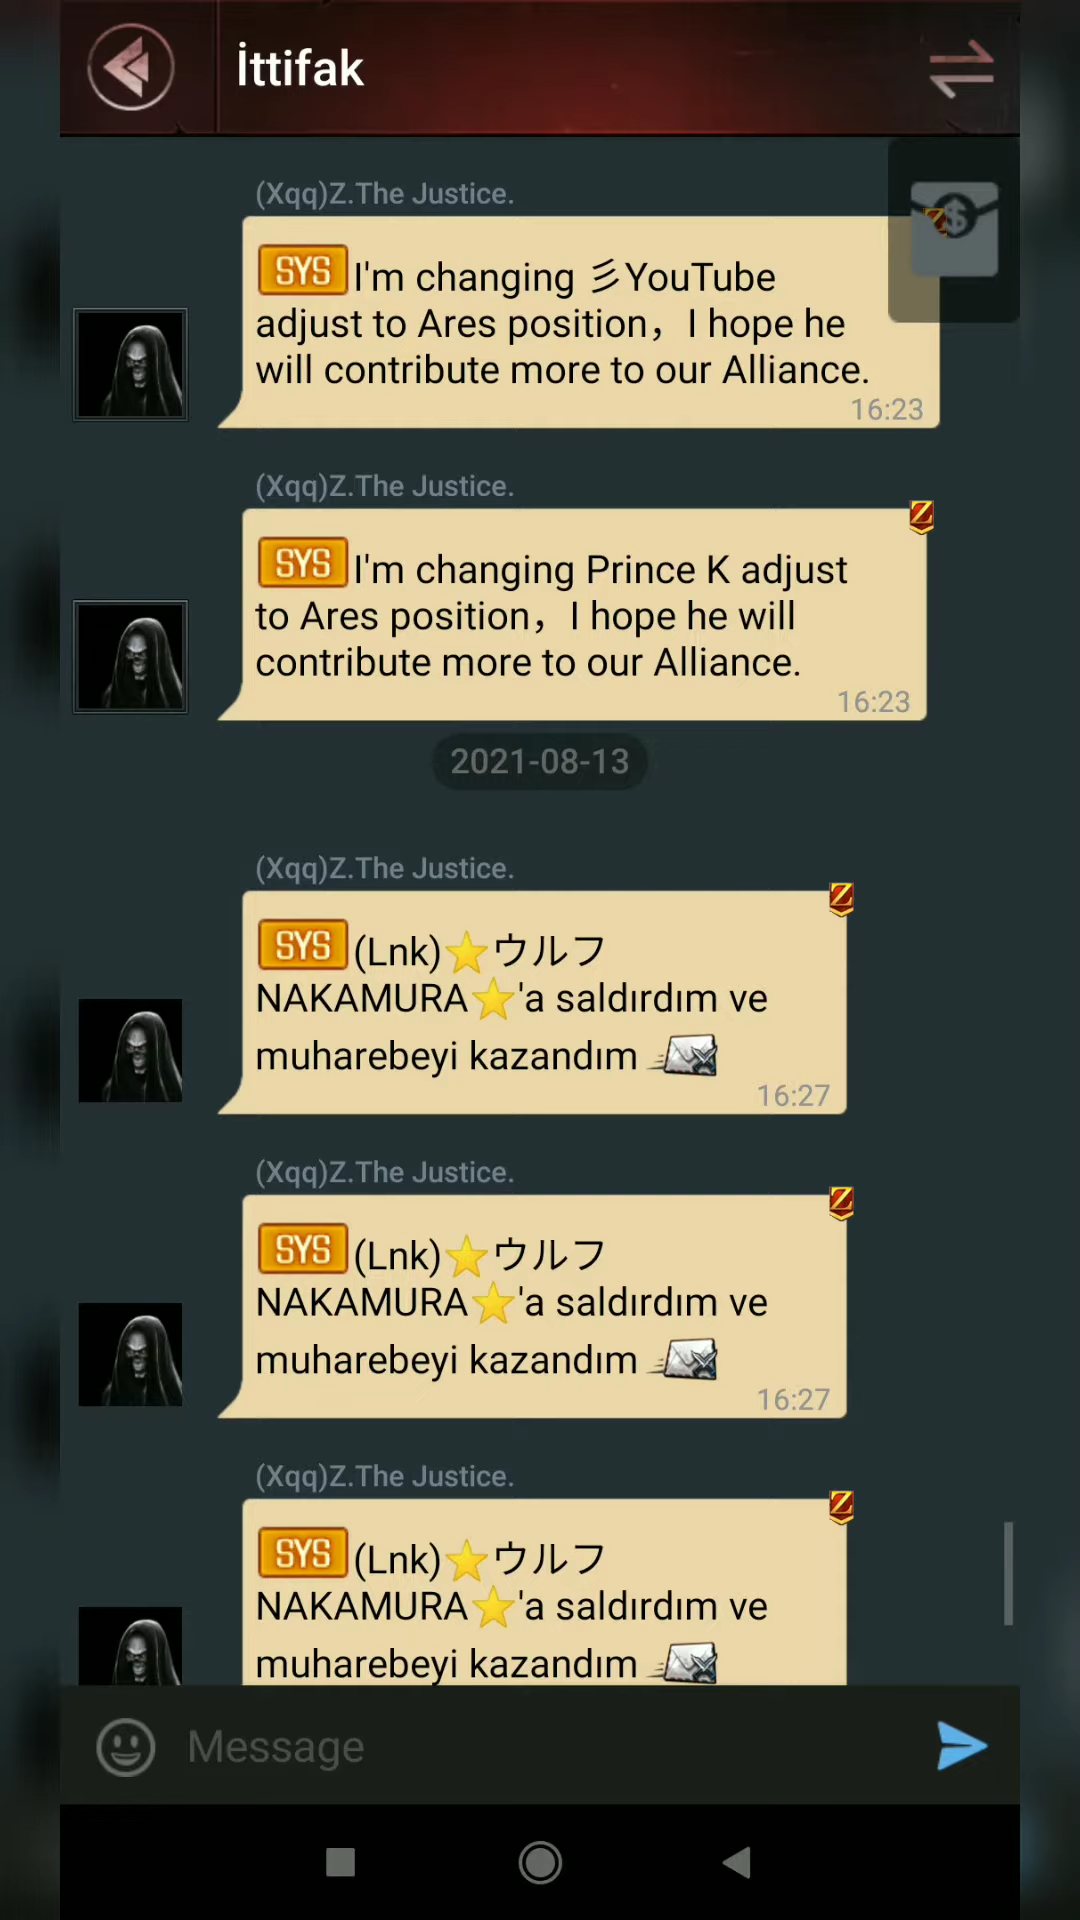 İttifak
(Xqq)Z.The Justice.
SYS I'm changing 彡YouTube
adjust to Ares position，I hope he
will contribute more to our Alliance.
16:23
(Xqq)Z.The Justice.
SYS I'm changing Prince K adjust
to Ares position，I hope he will
contribute more to our Alliance.
16:23
2021-08-13
(Xqq)Z.The Justice.
SYS (Lnk)⭐ウルフ
NAKAMURA⭐'a saldırdım ve
muharebeyi kazandım
16:27
(Xqq)Z.The Justice.
SYS (Lnk)⭐ウルフ
NAKAMURA⭐'a saldırdım ve
muharebeyi kazandım
16:27
(Xqq)Z.The Justice.
SYS (Lnk)⭐ウルフ
NAKAMURA⭐'a saldırdım ve
muharebeyi kazandım
Message